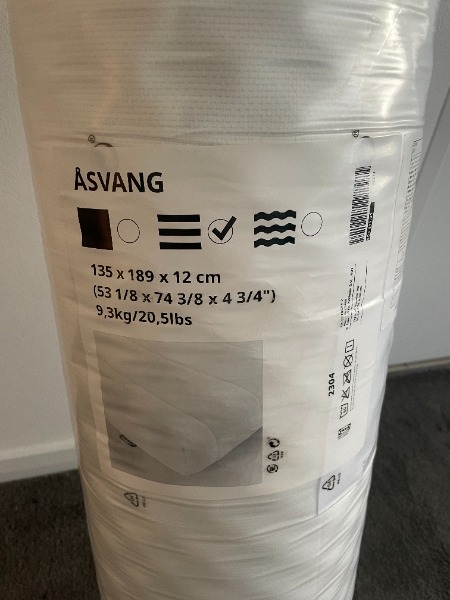 ÅSVANG
135 x 189 x 12 cm
(53 1/8 x 74 3/8 x 4 3/4")
9,3kg/20,5lbs
2304